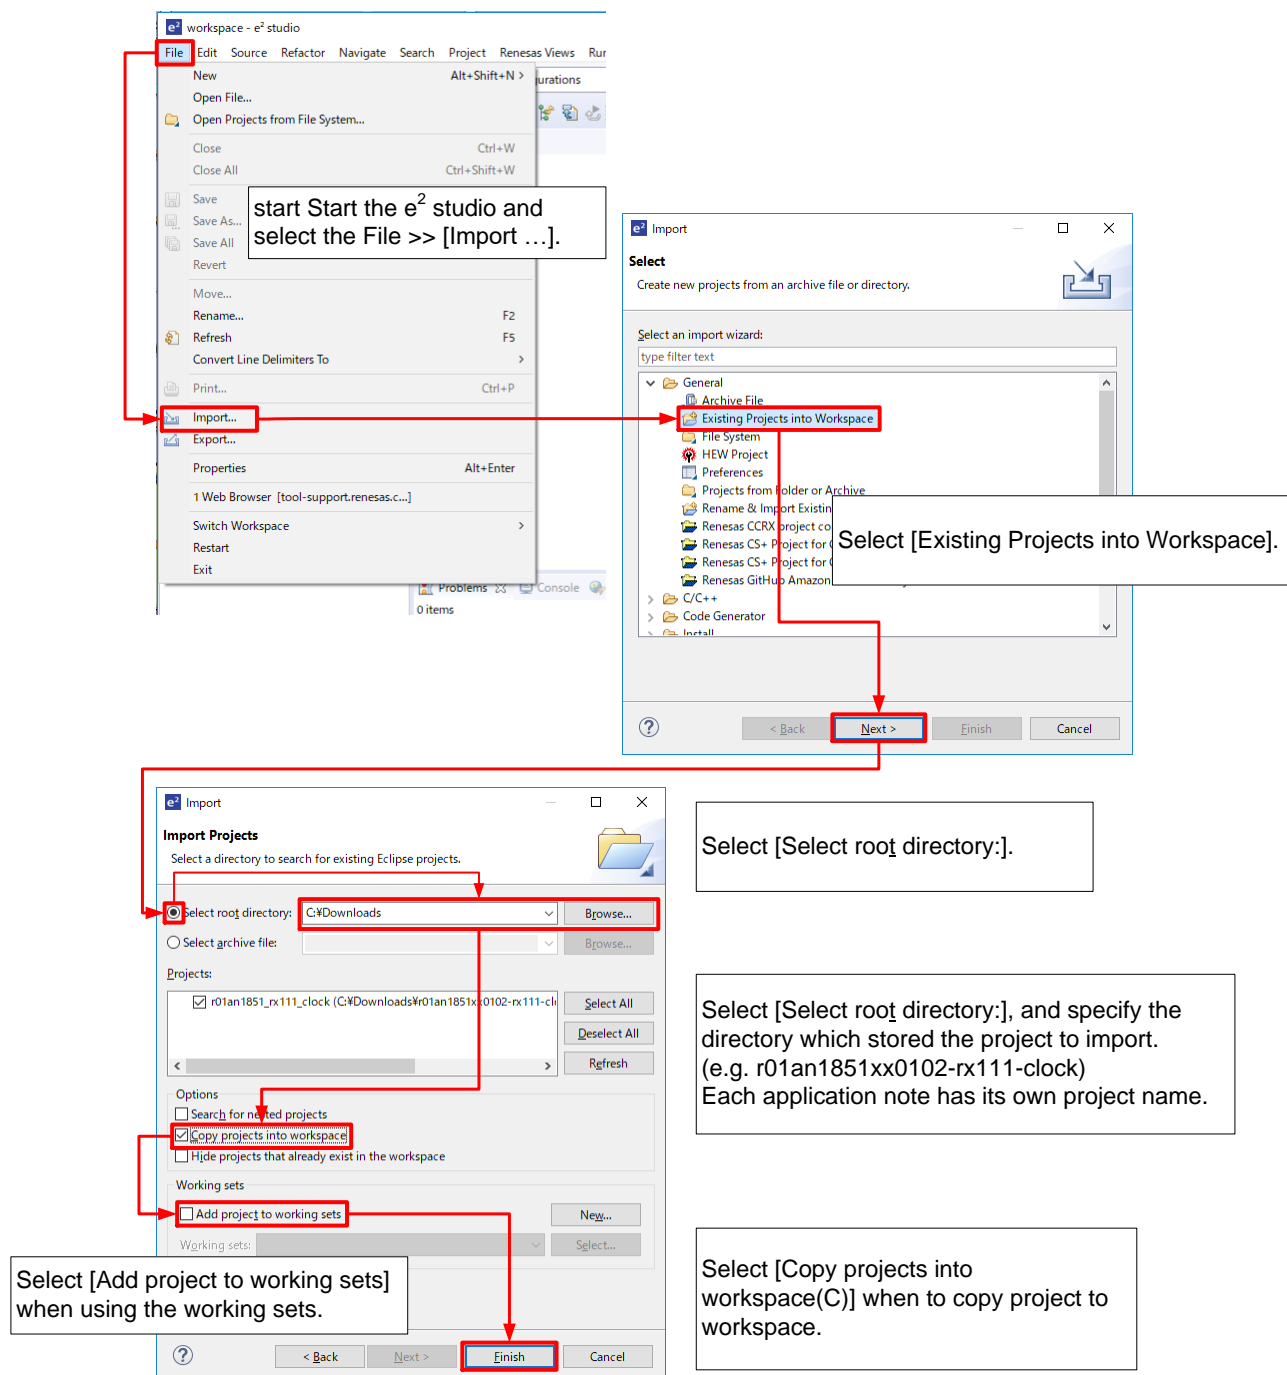 e² workspace - e² studio
File Edit Source Refactor Navigate Search Project Renesas Views Run
New Alt+Shift+N >
urations
Open File...
Open Projects from File System...
Close Ctrl+W
Close All Ctrl+Shift+W
Save
Save As...
Save All
Revert
start Start the e² studio and
select the File >> [Import …].
Move...
Rename... F2
Refresh F5
Convert Line Delimiters To >
Print... Ctrl+P
Import...
Export...
Properties Alt+Enter
1 Web Browser [tool-support.renesas.c...]
Switch Workspace >
Restart
Exit
Problems Console
0 items
e² Import
Select
Create new projects from an archive file or directory.
Select an import wizard:
type filter text
General
Archive File
Existing Projects into Workspace
File System
HEW Project
Preferences
Projects from Folder or Archive
Rename & Import Existin
Renesas CCRX project co
Renesas CS+ Project for C
Renesas CS+ Project for C
Renesas GitHub Amazon
C/C++
Code Generator
Install
Select [Existing Projects into Workspace].
? < Back Next > Finish Cancel
e² Import
Import Projects
Select a directory to search for existing Eclipse projects.
Select root directory: C:¥Downloads Browse...
Select archive file: Browse...
Projects:
r01an1851_rx111_clock (C:¥Downloads¥r01an1851xx0102-rx111-clo
Select All
Deselect All
Refresh
Options
Search for nested projects
Copy projects into workspace
Hide projects that already exist in the workspace
Working sets
Add project to working sets New...
Working sets: Select...
Select [Add project to working sets]
when using the working sets.
? < Back Next > Finish Cancel
Select [Select root directory:].
Select [Select root directory:], and specify the
directory which stored the project to import.
(e.g. r01an1851xx0102-rx111-clock)
Each application note has its own project name.
Select [Copy projects into
workspace(C)] when to copy project to
workspace.